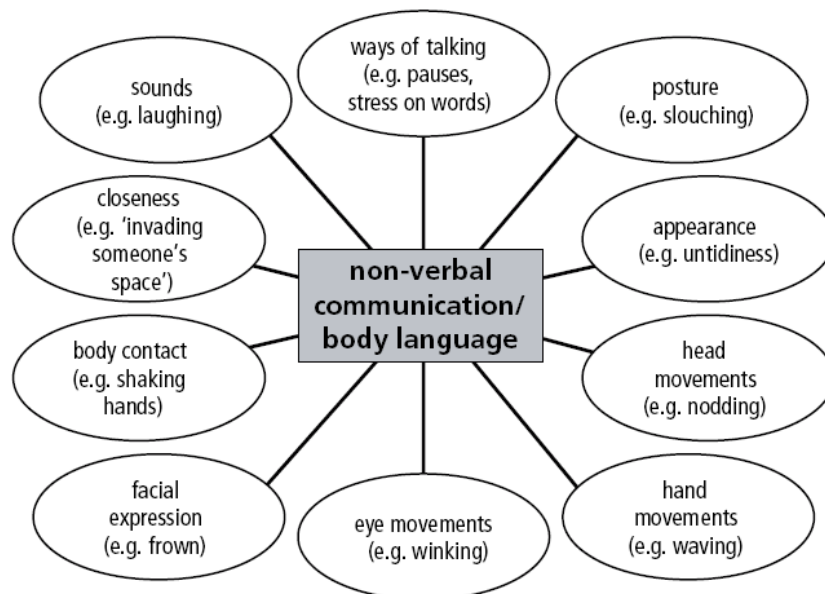 ways of talking
(e.g. pauses,
stress on words)
sounds
(e.g. laughing)
posture
(e.g. slouching)
closeness
(e.g. ‘invading
someone’s
space’)
appearance
(e.g. untidiness)
non-verbal
communication/
body language
body contact
(e.g. shaking
hands)
head
movements
(e.g. nodding)
facial
expression
(e.g. frown)
eye movements
(e.g. winking)
hand
movements
(e.g. waving)